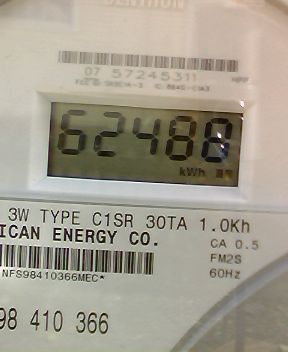 CENTRON
07 57245311
62488
kWh
3W TYPE C1SR 30TA 1.0Kh
ICAN ENERGY CO.
CA 0.5
FM2S
60Hz
NFS98410366MEC*
98 410 366